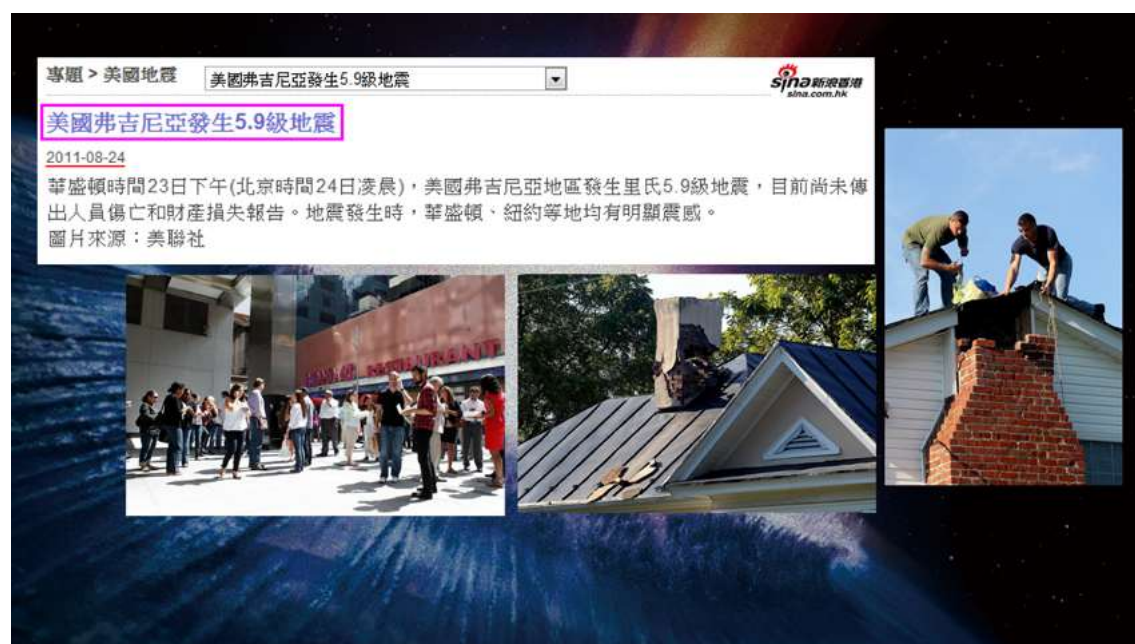 專題 > 美國地震
美國弗吉尼亞發生5.9級地震
sina新浪香港
sina.com.hk
美國弗吉尼亞發生5.9級地震
2011-08-24
華盛頓時間23日下午(北京時間24日凌晨),美國弗吉尼亞地區發生里氏5.9級地震,目前尚未傳
出人員傷亡和財產損失報告。地震發生時,華盛頓、紐約等地均有明顯震感。
圖片來源:美聯社
RESTAURANT